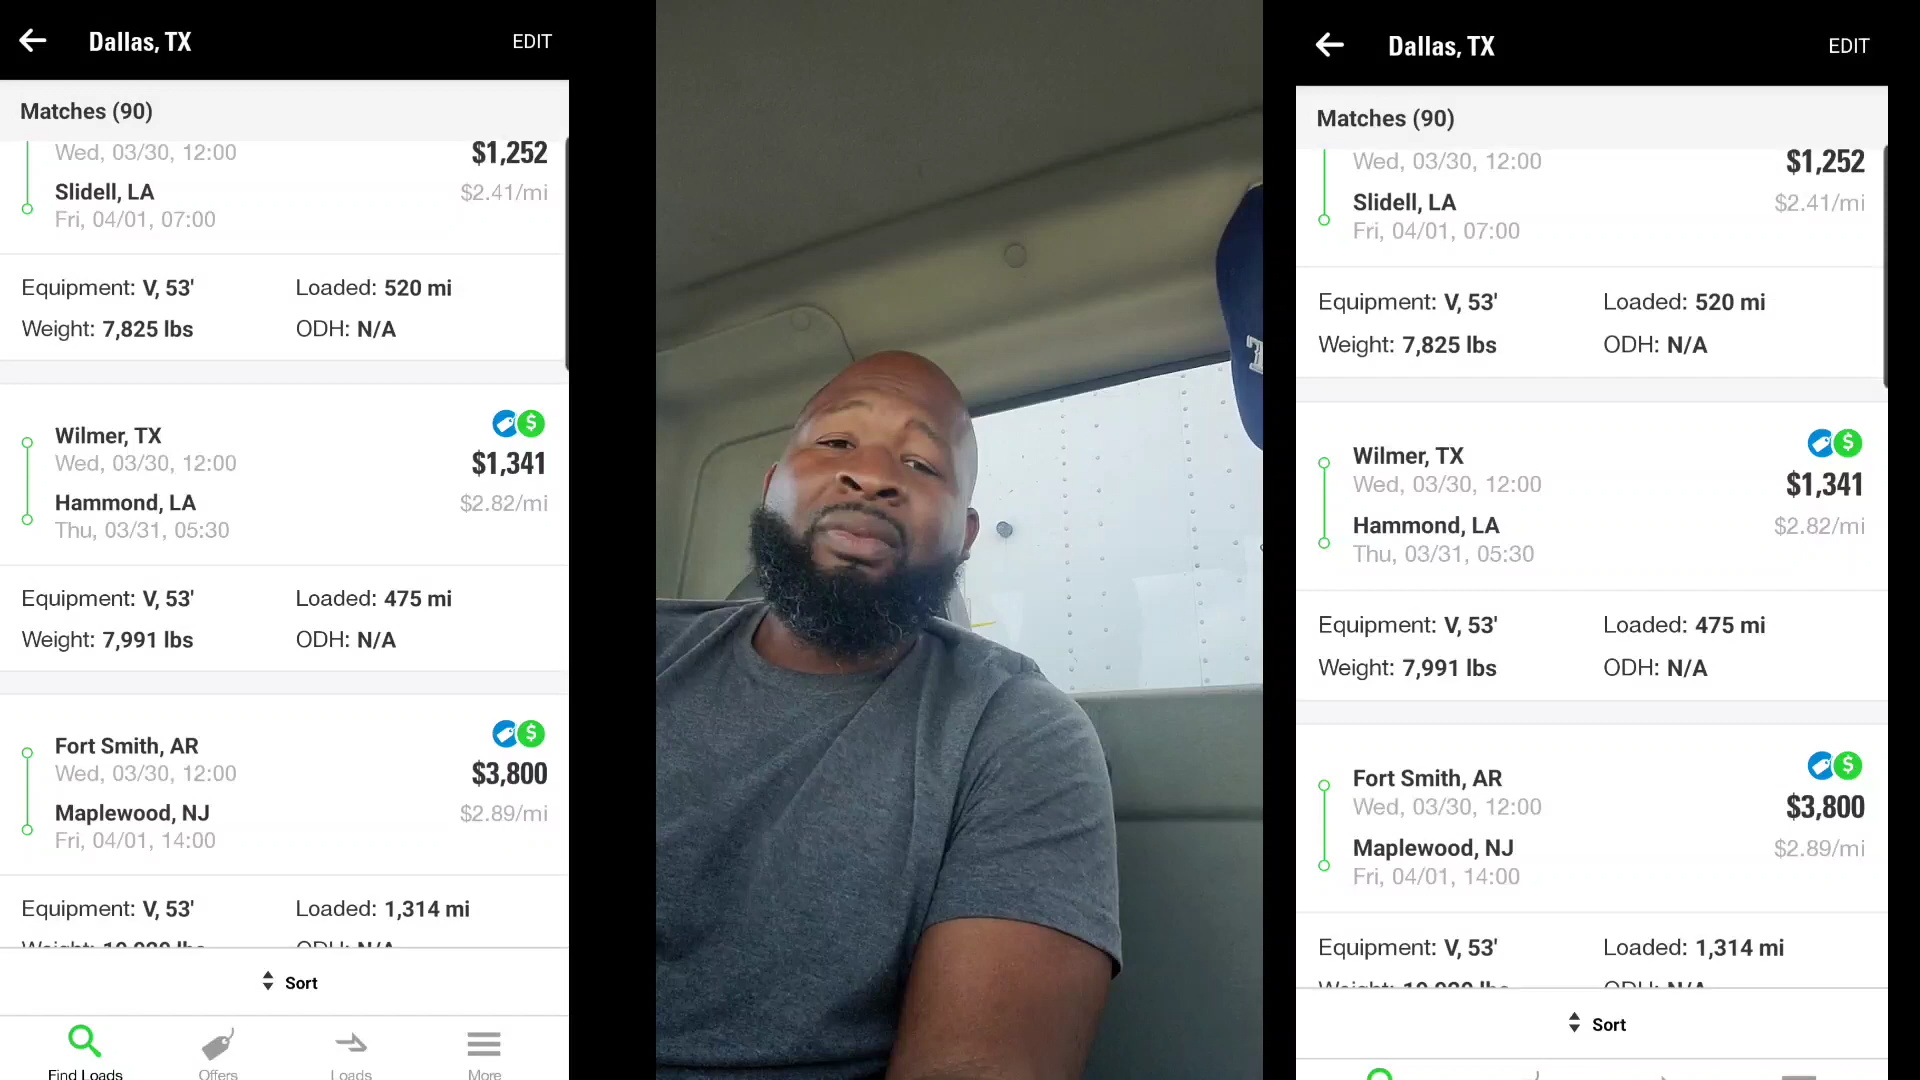 Dallas, TX
EDIT
Matches (90)
Wed, 03/30, 12:00
$1,252
Slidell, LA
$2.41/mi
Fri, 04/01, 07:00
Equipment: V, 53'
Loaded: 520 mi
Weight: 7,825 lbs
ODH: N/A
Wilmer, TX
Wed, 03/30, 12:00
$1,341
Hammond, LA
$2.82/mi
Thu, 03/31, 05:30
Equipment: V, 53'
Loaded: 475 mi
Weight: 7,991 lbs
ODH: N/A
Fort Smith, AR
Wed, 03/30, 12:00
$3,800
Maplewood, NJ
$2.89/mi
Fri, 04/01, 14:00
Equipment: V, 53'
Loaded: 1,314 mi
Sort
Find Loads
Offers
Loads
More
Dallas, TX
EDIT
Matches (90)
Wed, 03/30, 12:00
$1,252
Slidell, LA
$2.41/mi
Fri, 04/01, 07:00
Equipment: V, 53'
Loaded: 520 mi
Weight: 7,825 lbs
ODH: N/A
Wilmer, TX
Wed, 03/30, 12:00
$1,341
Hammond, LA
$2.82/mi
Thu, 03/31, 05:30
Equipment: V, 53'
Loaded: 475 mi
Weight: 7,991 lbs
ODH: N/A
Fort Smith, AR
Wed, 03/30, 12:00
$3,800
Maplewood, NJ
$2.89/mi
Fri, 04/01, 14:00
Equipment: V, 53'
Loaded: 1,314 mi
Sort